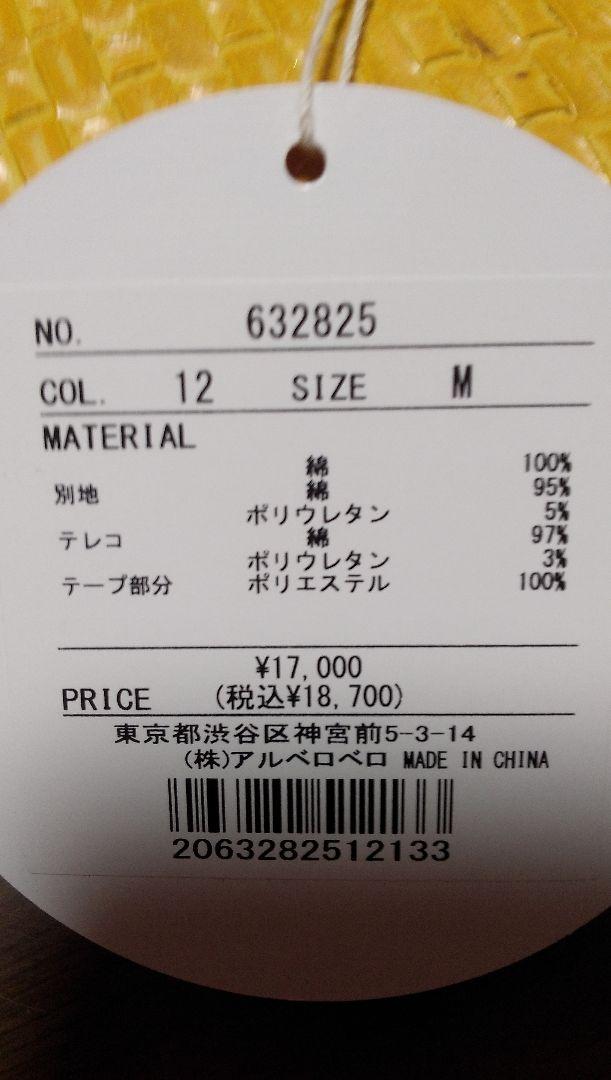 NO. 632825
COL. 12 SIZE M
MATERIAL
綿 100%
別地 綿 95%
ポリウレタン 5%
テレコ 綿 97%
ポリウレタン 3%
テープ部分 ポリエステル 100%
¥17,000
PRICE (税込¥18,700)
東京都渋谷区神宮前5-3-14
(株)アルベロベロ MADE IN CHINA
2063282512133